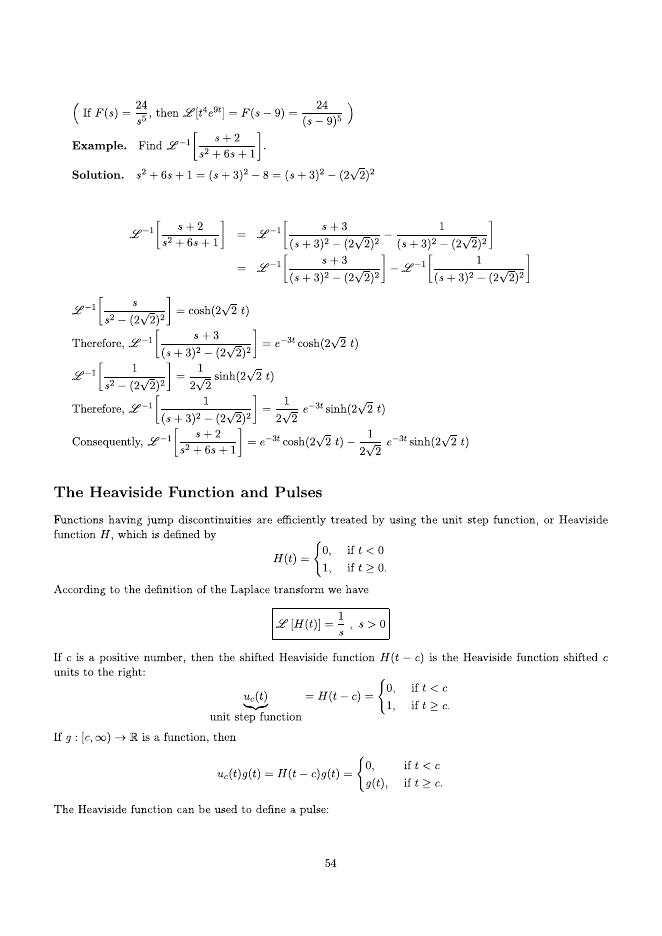 ( If F(s) = 24/s⁵, then ℒ[t⁴e⁹ᵗ] = F(s − 9) = 24/(s − 9)⁵ )
Example. Find ℒ⁻¹[ (s + 2)/(s² + 6s + 1) ].
Solution. s² + 6s + 1 = (s + 3)² − 8 = (s + 3)² − (2√2)²
ℒ⁻¹[ (s + 2)/(s² + 6s + 1) ] = ℒ⁻¹[ (s + 3)/((s + 3)² − (2√2)²) − 1/((s + 3)² − (2√2)²) ]
= ℒ⁻¹[ (s + 3)/((s + 3)² − (2√2)²) ] − ℒ⁻¹[ 1/((s + 3)² − (2√2)²) ]
ℒ⁻¹[ s/(s² − (2√2)²) ] = cosh(2√2 t)
Therefore, ℒ⁻¹[ (s + 3)/((s + 3)² − (2√2)²) ] = e⁻³ᵗ cosh(2√2 t)
ℒ⁻¹[ 1/(s² − (2√2)²) ] = 1/(2√2) sinh(2√2 t)
Therefore, ℒ⁻¹[ 1/((s + 3)² − (2√2)²) ] = 1/(2√2) e⁻³ᵗ sinh(2√2 t)
Consequently, ℒ⁻¹[ (s + 2)/(s² + 6s + 1) ] = e⁻³ᵗ cosh(2√2 t) − 1/(2√2) e⁻³ᵗ sinh(2√2 t)
The Heaviside Function and Pulses
Functions having jump discontinuities are efficiently treated by using the unit step function, or Heaviside
function H, which is defined by
H(t) = { 0, if t < 0
1, if t ≥ 0.
According to the definition of the Laplace transform we have
ℒ [H(t)] = 1/s , s > 0
If c is a positive number, then the shifted Heaviside function H(t − c) is the Heaviside function shifted c
units to the right:
u_c(t) = H(t − c) = { 0, if t < c
1, if t ≥ c.
unit step function
If g : [c, ∞) → ℝ is a function, then
u_c(t)g(t) = H(t − c)g(t) = { 0, if t < c
g(t), if t ≥ c.
The Heaviside function can be used to define a pulse:
54